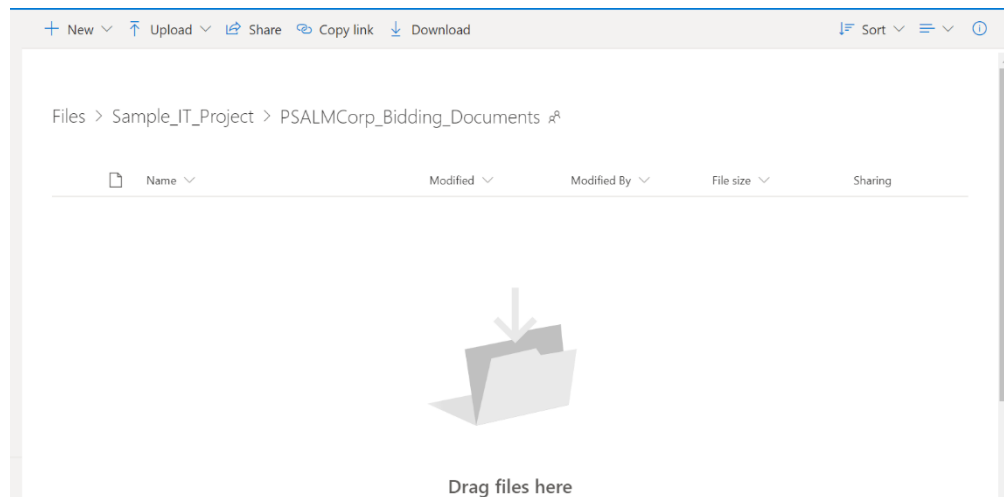 New Upload Share Copy link Download Sort
Files > Sample_IT_Project > PSALMCorp_Bidding_Documents
Name Modified Modified By File size Sharing
Drag files here